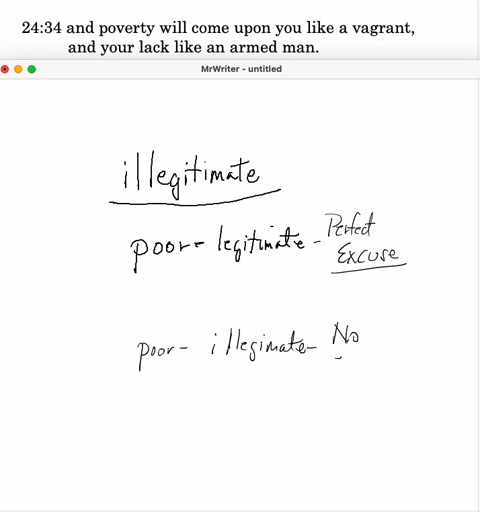 24:34 and poverty will come upon you like a vagrant,
and your lack like an armed man.
MrWriter - untitled
illegitimate
poor- legitimate - Perfect
Excuse
poor- illegimate- No